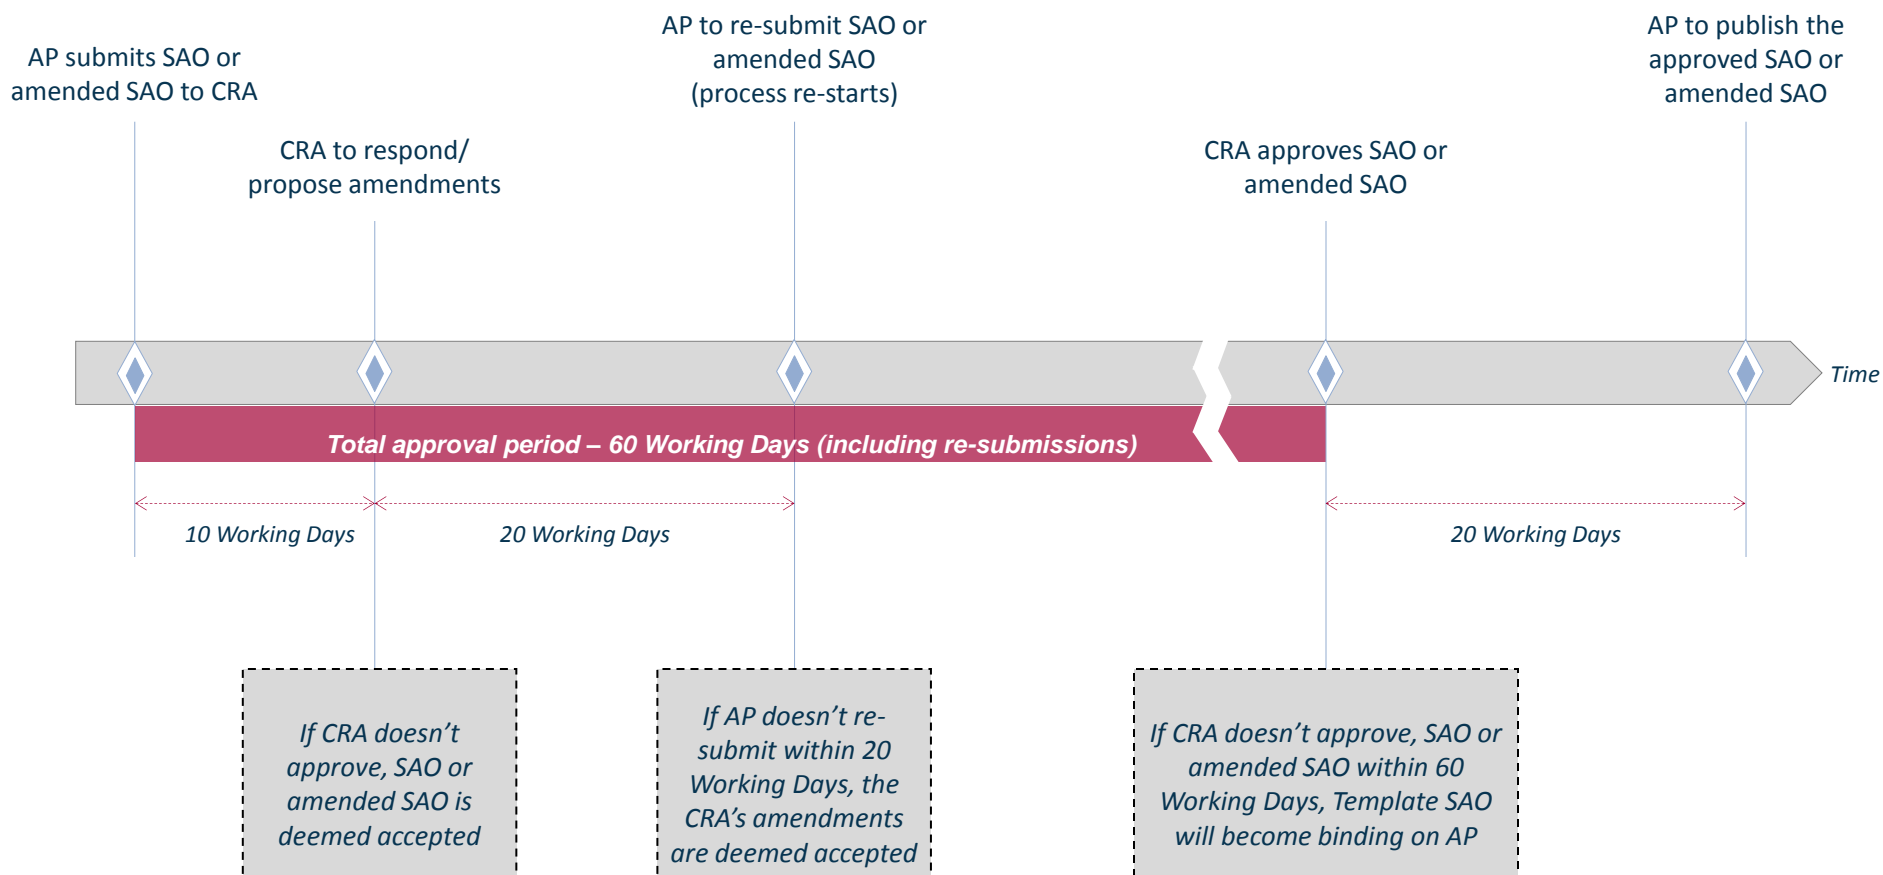 AP submits SAO or
amended SAO to CRA
CRA to respond/
propose amendments
AP to re-submit SAO or
amended SAO
(process re-starts)
CRA approves SAO or
amended SAO
AP to publish the
approved SAO or
amended SAO
Time
Total approval period – 60 Working Days (including re-submissions)
10 Working Days
20 Working Days
20 Working Days
If CRA doesn’t
approve, SAO or
amended SAO is
deemed accepted
If AP doesn’t re-
submit within 20
Working Days, the
CRA’s amendments
are deemed accepted
If CRA doesn’t approve, SAO or
amended SAO within 60
Working Days, Template SAO
will become binding on AP